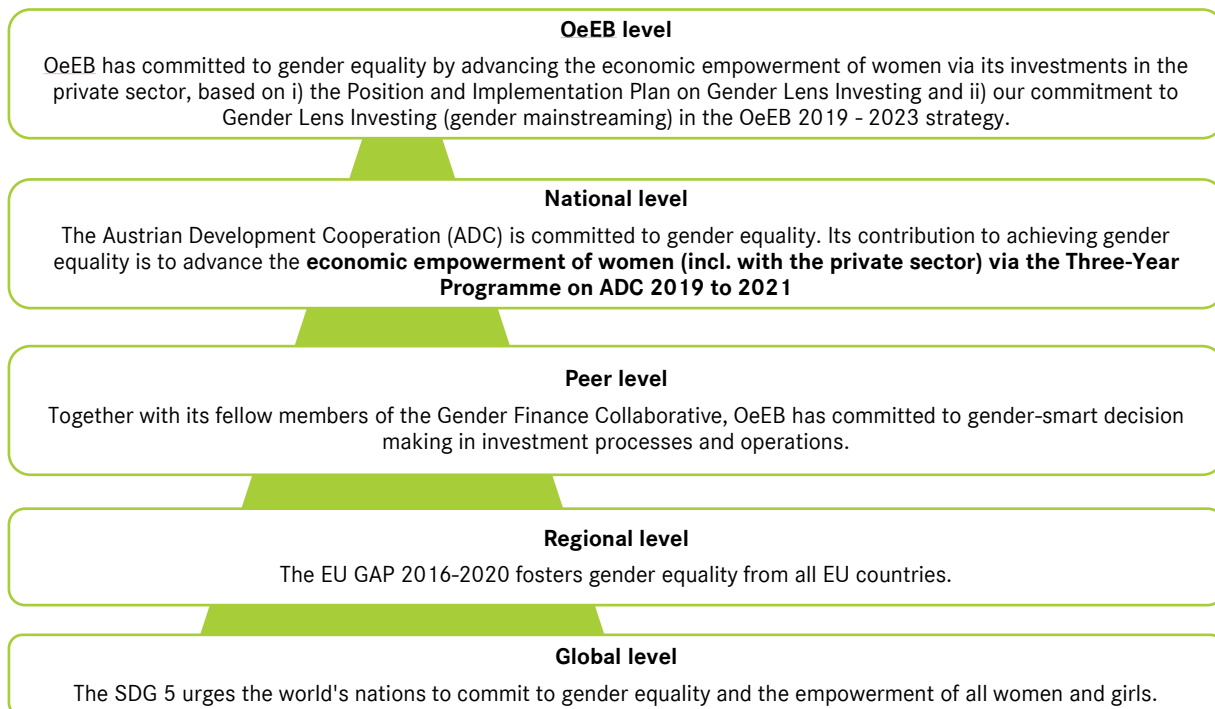 OeEB level
OeEB has committed to gender equality by advancing the economic empowerment of women via its investments in the
private sector, based on i) the Position and Implementation Plan on Gender Lens Investing and ii) our commitment to
Gender Lens Investing (gender mainstreaming) in the OeEB 2019 - 2023 strategy.
National level
The Austrian Development Cooperation (ADC) is committed to gender equality. Its contribution to achieving gender
equality is to advance the economic empowerment of women (incl. with the private sector) via the Three-Year
Programme on ADC 2019 to 2021
Peer level
Together with its fellow members of the Gender Finance Collaborative, OeEB has committed to gender-smart decision
making in investment processes and operations.
Regional level
The EU GAP 2016-2020 fosters gender equality from all EU countries.
Global level
The SDG 5 urges the world's nations to commit to gender equality and the empowerment of all women and girls.